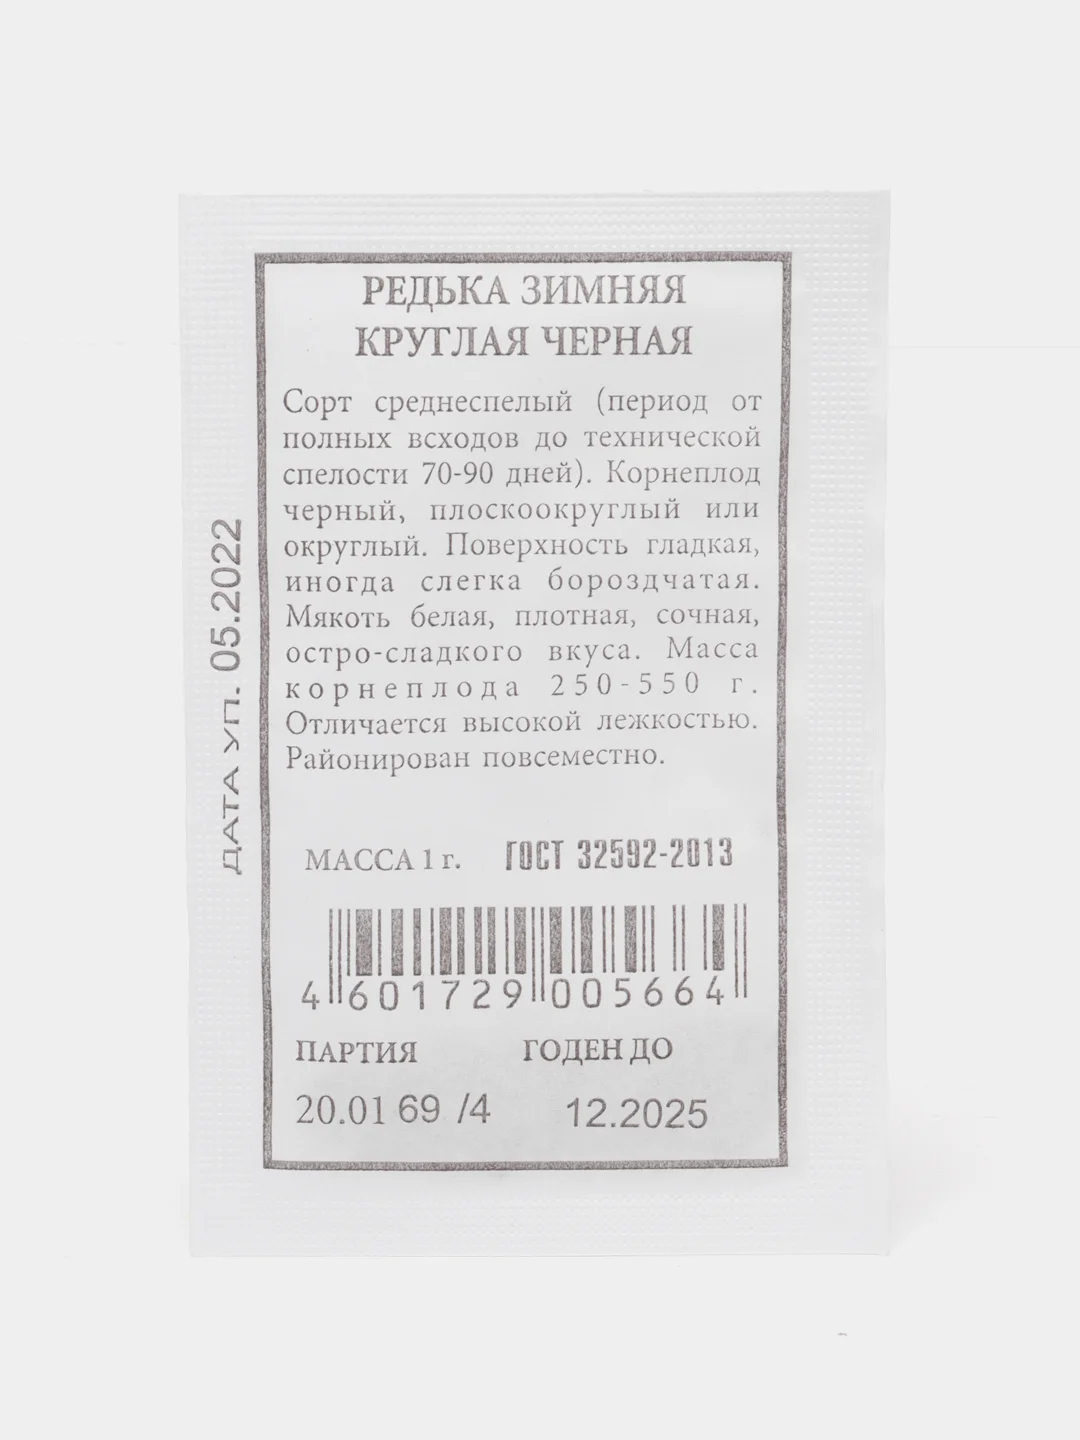 РЕДЬКА ЗИМНЯЯ
КРУГЛАЯ ЧЕРНАЯ
Сорт среднеспелый (период от
полных всходов до технической
спелости 70-90 дней). Корнеплод
черный, плоскоокруглый или
округлый. Поверхность гладкая,
иногда слегка бороздчатая.
Мякоть белая, плотная, сочная,
остро-сладкого вкуса. Масса
корнеплода 250-550 г.
Отличается высокой лежкостью.
Районирован повсеместно.
ДАТА УП. 05.2022
МАССА 1 г. ГОСТ 32592-2013
4 601729 005664
ПАРТИЯ ГОДЕН ДО
20.01 69 /4 12.2025